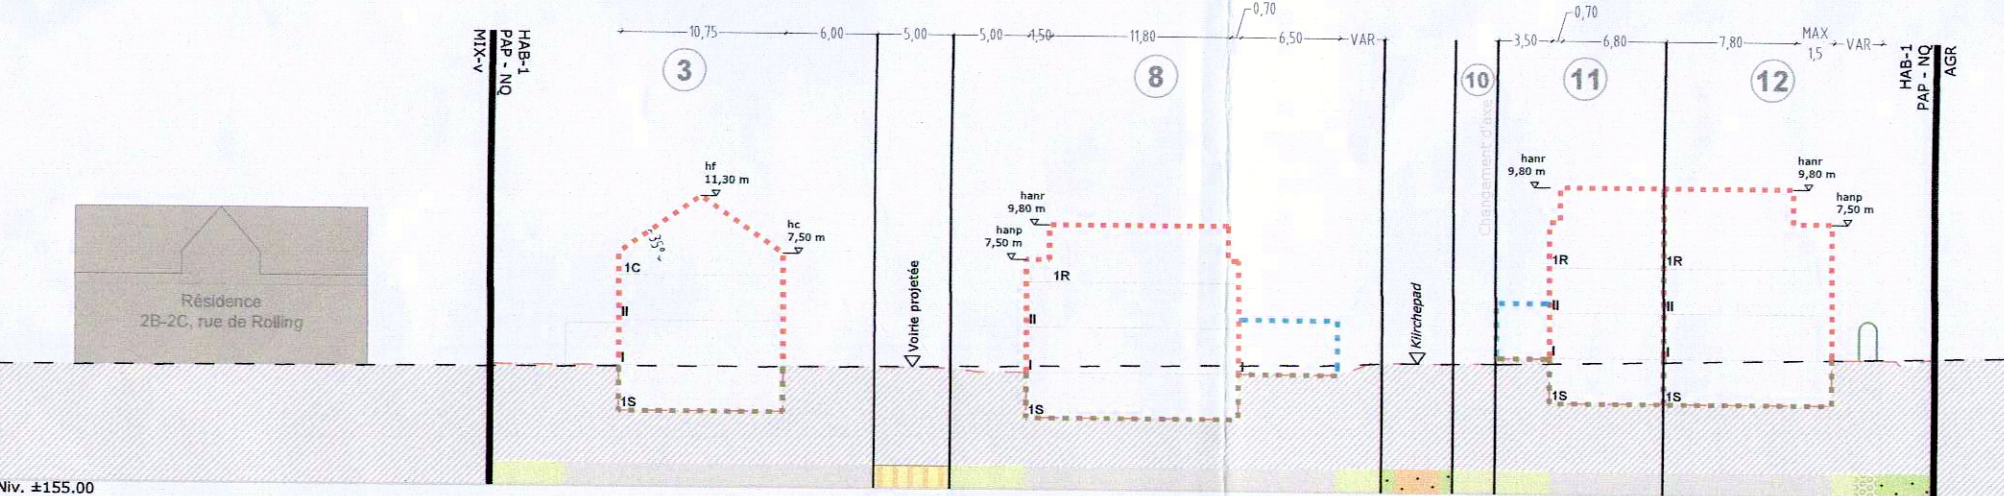 HAB-1
PAP - NQ
MIX-v
10,75
6,00
5,00
5,00
1,50
11,80
0,70
6,50
VAR
3,50
0,70
6,80
7,80
MAX
1,5
VAR
HAB-1
PAP - NQ
AGR
3
8
10
11
12
Changement d'axe
hf
11,30 m
hc
7,50 m
35°
1C
II
I
1S
Résidence
2B-2C, rue de Rolling
Voirie projetée
hanr
9,80 m
hanp
7,50 m
1R
II
I
1S
Kiirchepad
hanr
9,80 m
1R
II
I
1S
hanr
9,80 m
hanp
7,50 m
1R
II
I
1S
Niv. ±155.00